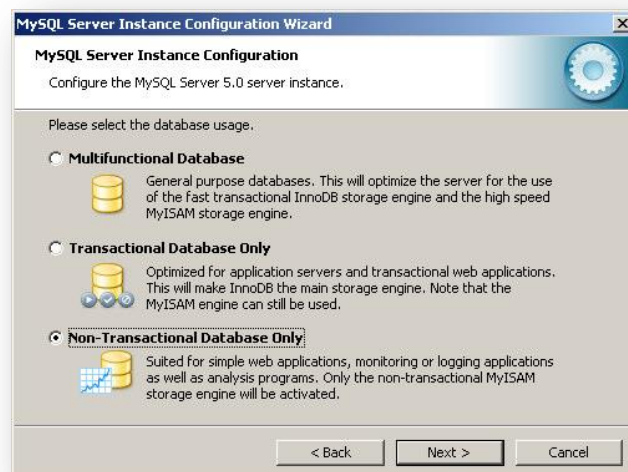 MySQL Server Instance Configuration Wizard
MySQL Server Instance Configuration
Configure the MySQL Server 5.0 server instance.
Please select the database usage.
Multifunctional Database
General purpose databases. This will optimize the server for the use
of the fast transactional InnoDB storage engine and the high speed
MyISAM storage engine.
Transactional Database Only
Optimized for application servers and transactional web applications.
This will make InnoDB the main storage engine. Note that the
MyISAM engine can still be used.
Non-Transactional Database Only
Suited for simple web applications, monitoring or logging applications
as well as analysis programs. Only the non-transactional MyISAM
storage engine will be activated.
< Back Next > Cancel